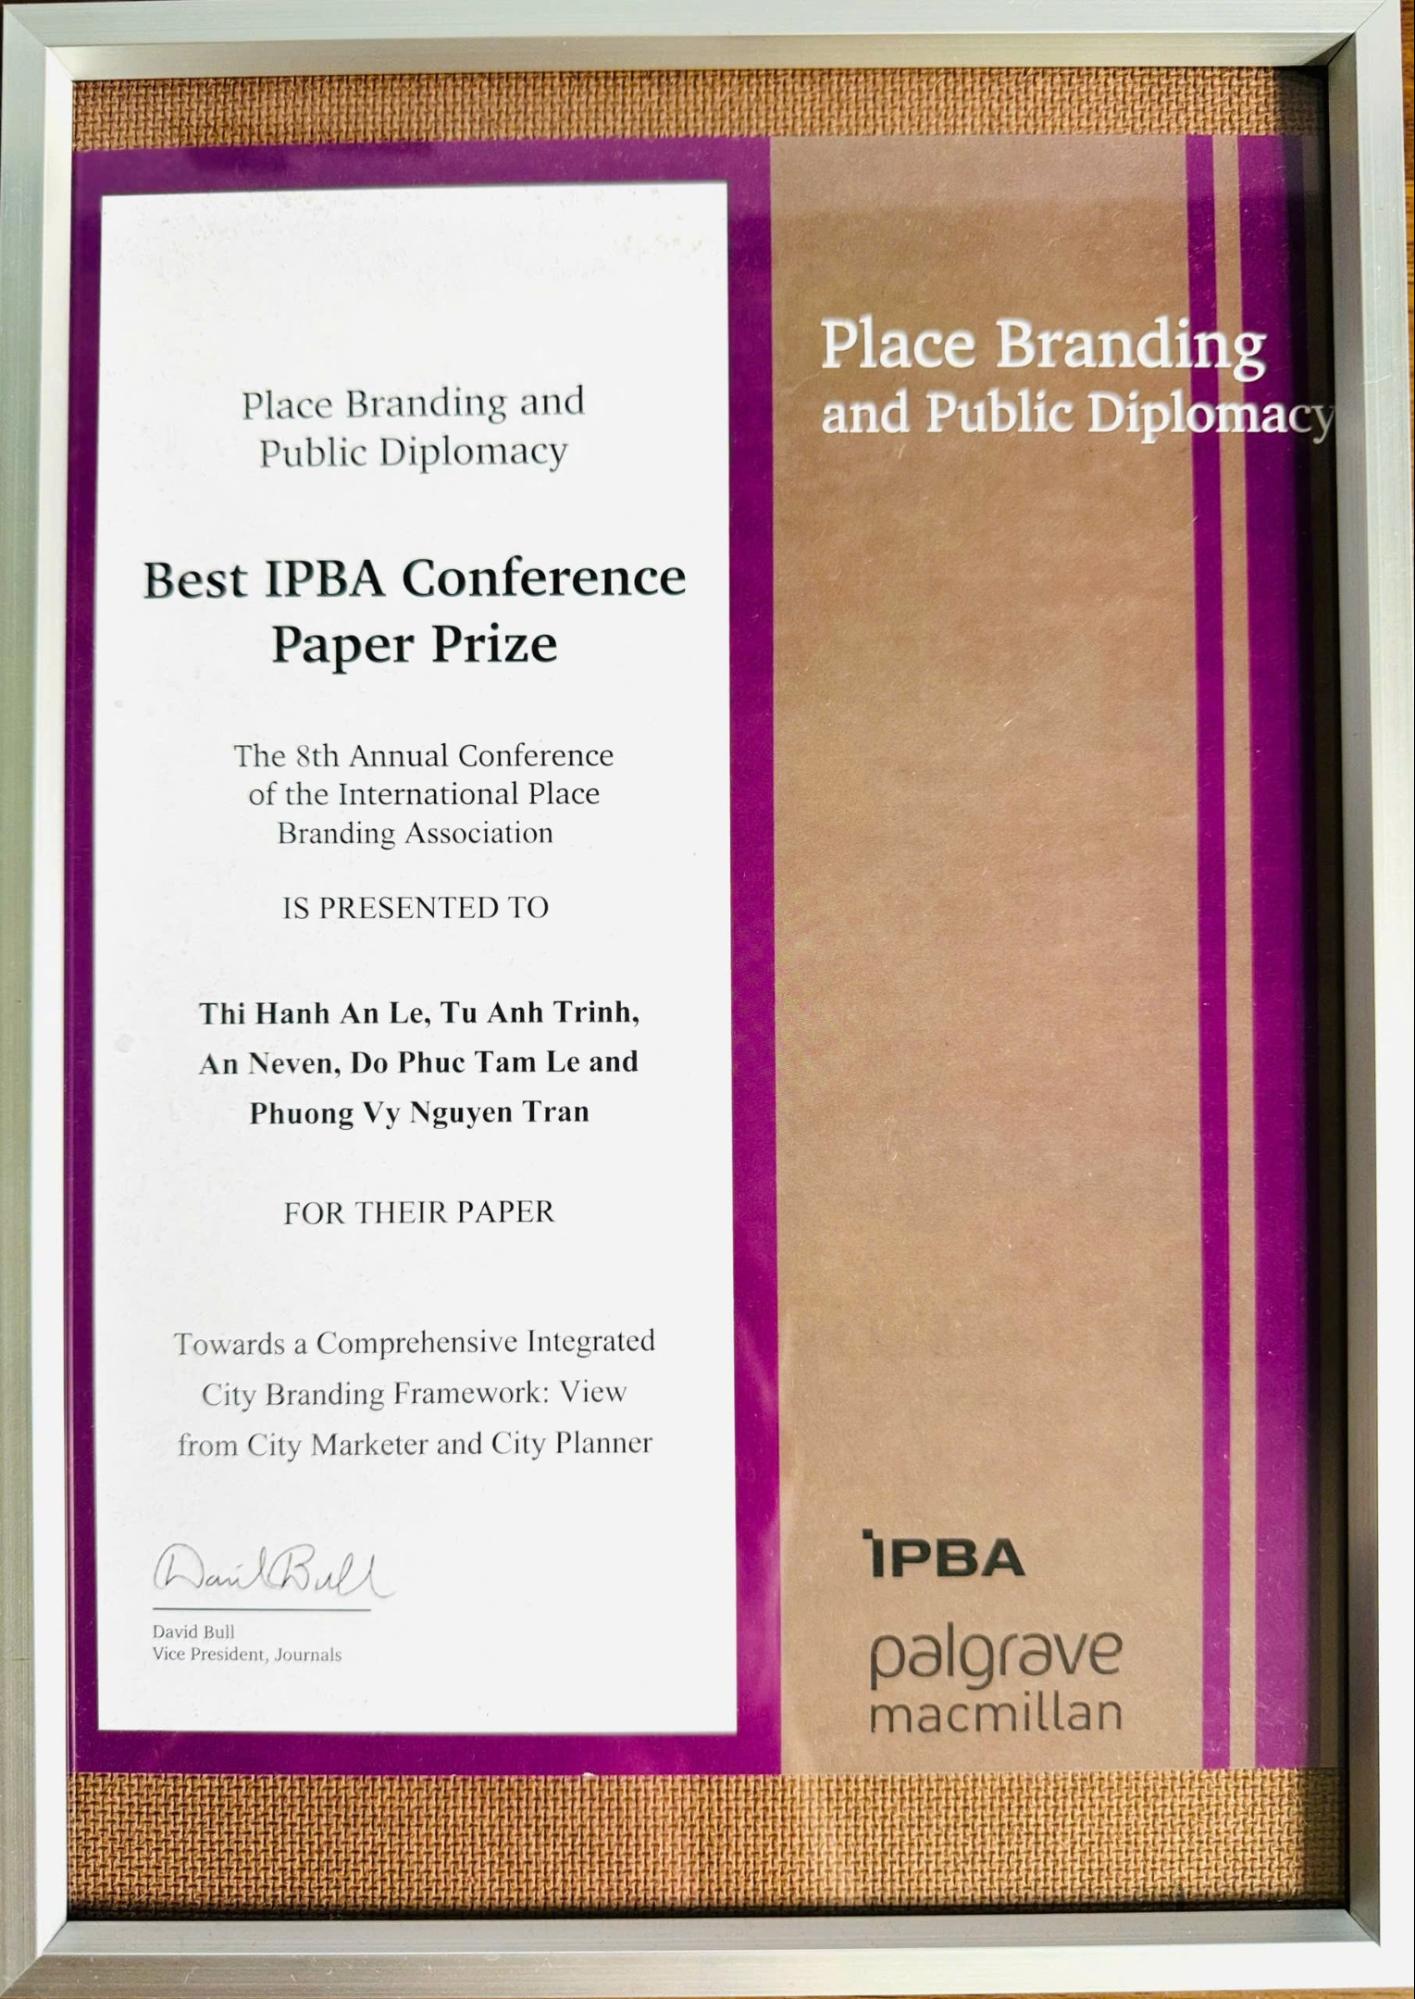 Place Branding and
Public Diplomacy
Best IPBA Conference
Paper Prize
The 8th Annual Conference
of the International Place
Branding Association
IS PRESENTED TO
Thi Hanh An Le, Tu Anh Trinh,
An Neven, Do Phuc Tam Le and
Phuong Vy Nguyen Tran
FOR THEIR PAPER
Towards a Comprehensive Integrated
City Branding Framework: View
from City Marketer and City Planner
David Bull
David Bull
Vice President, Journals
Place Branding
and Public Diplomacy
IPBA
palgrave
macmillan